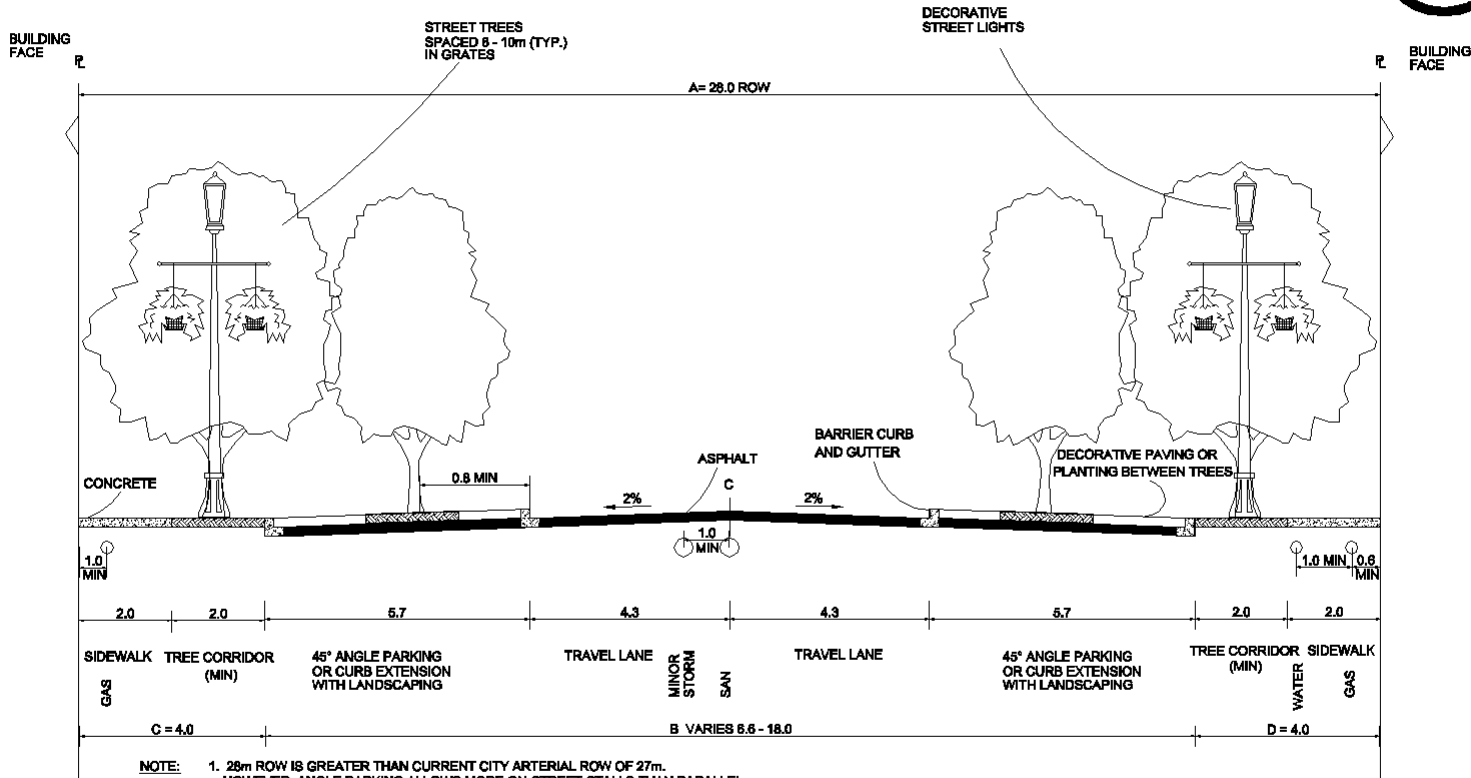 BUILDING
FACE
STREET TREES
SPACED 8 - 10m (TYP.)
IN GRATES
DECORATIVE
STREET LIGHTS
BUILDING
FACE
PL
PL
A= 28.0 ROW
CONCRETE
0.8 MIN
ASPHALT
C
BARRIER CURB
AND GUTTER
DECORATIVE PAVING OR
PLANTING BETWEEN TREES
2%
2%
1.0
MIN
1.0
MIN
1.0 MIN
0.6
MIN
2.0
2.0
5.7
4.3
4.3
5.7
2.0
2.0
SIDEWALK
TREE CORRIDOR
(MIN)
45° ANGLE PARKING
OR CURB EXTENSION
WITH LANDSCAPING
TRAVEL LANE
TRAVEL LANE
45° ANGLE PARKING
OR CURB EXTENSION
WITH LANDSCAPING
TREE CORRIDOR
(MIN)
SIDEWALK
GAS
MINOR
STORM
SAN
WATER
GAS
C = 4.0
B VARIES 6.6 - 18.0
D = 4.0
NOTE: 1. 28m ROW IS GREATER THAN CURRENT CITY ARTERIAL ROW OF 27m.